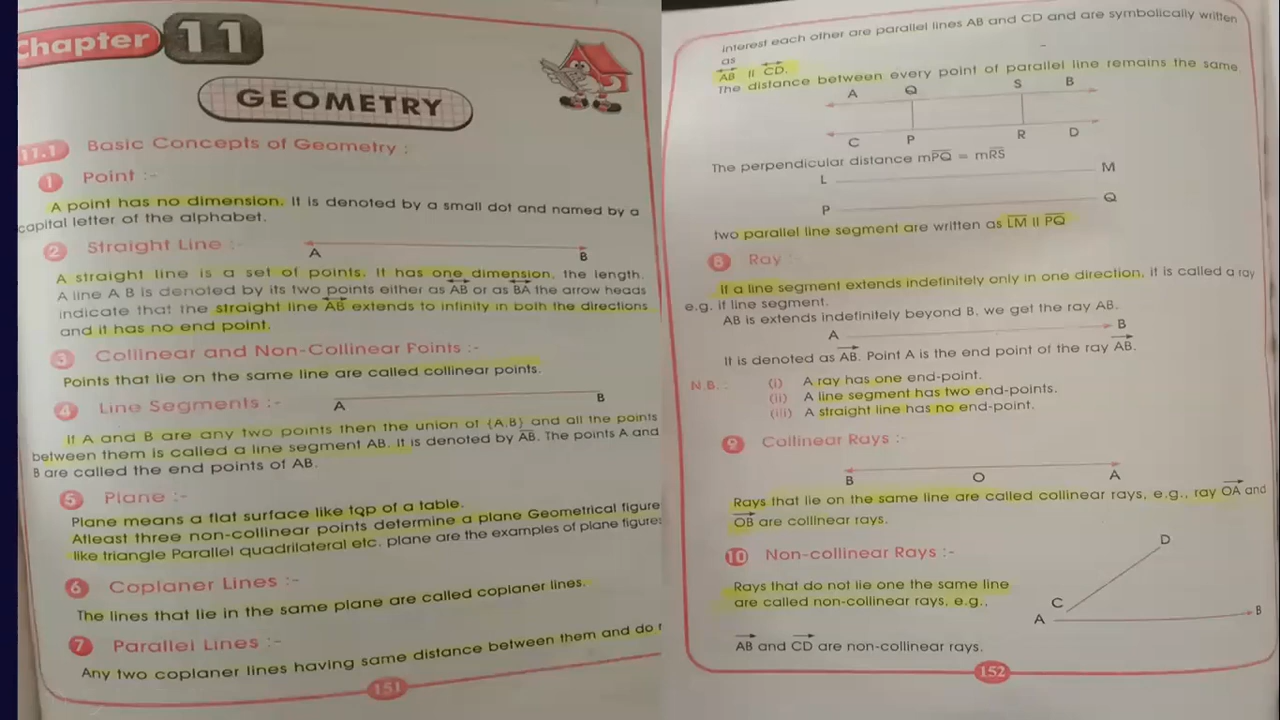 Chapter 11
GEOMETRY
11.1 Basic Concepts of Geometry :
1 Point :-
A point has no dimension. It is denoted by a small dot and named by a
capital letter of the alphabet.
2 Straight Line :-
A B
A straight line is a set of points. It has one dimension, the length.
A line A B is denoted by its two points either as AB or as BA the arrow heads
indicate that the straight line AB extends to infinity in both the directions
and it has no end point.
3 Collinear and Non-Collinear Points :-
Points that lie on the same line are called collinear points.
4 Line Segments :-
A B
If A and B are any two points then the union of {A,B} and all the points
between them is called a line segment AB. It is denoted by AB. The points A and
B are called the end points of AB.
5 Plane :-
Plane means a flat surface like top of a table.
Atleast three non-collinear points determine a plane Geometrical figure
like triangle Parallel quadrilateral etc. plane are the examples of plane figures
6 Coplaner Lines :-
The lines that lie in the same plane are called coplaner lines.
7 Parallel Lines :-
Any two coplaner lines having same distance between them and do
151
interest each other are parallel lines AB and CD and are symbolically written
as
AB || CD.
The distance between every point of parallel line remains the same
A Q S B
C P R D
The perpendicular distance mPQ = mRS
L M
P Q
two parallel line segment are written as LM || PQ
8 Ray :-
If a line segment extends indefinitely only in one direction, it is called a ray
e.g. if line segment.
AB is extends indefinitely beyond B, we get the ray AB.
A B
It is denoted as AB. Point A is the end point of the ray AB.
N.B. : (i) A ray has one end-point.
(ii) A line segment has two end-points.
(iii) A straight line has no end-point.
9 Collinear Rays :-
B O A
Rays that lie on the same line are called collinear rays, e.g., ray OA and
OB are collinear rays.
10 Non-collinear Rays :-
Rays that do not lie one the same line
are called non-collinear rays, e.g.,
D
C
A B
AB and CD are non-collinear rays.
152